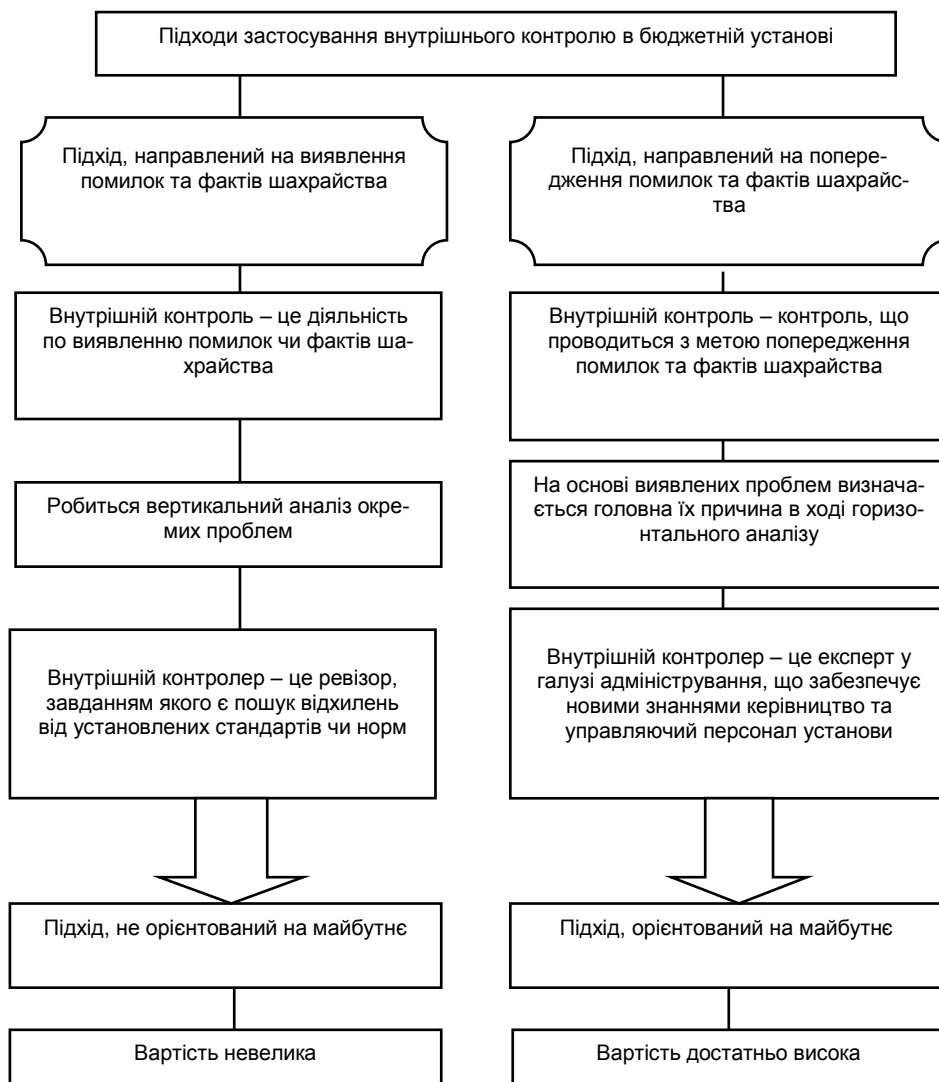 Підходи застосування внутрішнього контролю в бюджетній установі
Підхід, направлений на виявлення
помилок та фактів шахрайства
Підхід, направлений на попере-
дження помилок та фактів шахрайс-
тва
Внутрішній контроль – це діяльність
по виявленню помилок чи фактів ша-
храйства
Внутрішній контроль – контроль, що
проводиться з метою попередження
помилок та фактів шахрайства
Робиться вертикальний аналіз окре-
мих проблем
На основі виявлених проблем визнача-
ється головна їх причина в ході горизо-
нтального аналізу
Внутрішній контролер – це ревізор,
завданням якого є пошук відхилень
від установлених стандартів чи норм
Внутрішній контролер – це експерт у
галузі адміністрування, що забезпечує
новими знаннями керівництво та
управляючий персонал установи
Підхід, не орієнтований на майбутнє
Підхід, орієнтований на майбутнє
Вартість невелика
Вартість достатньо висока